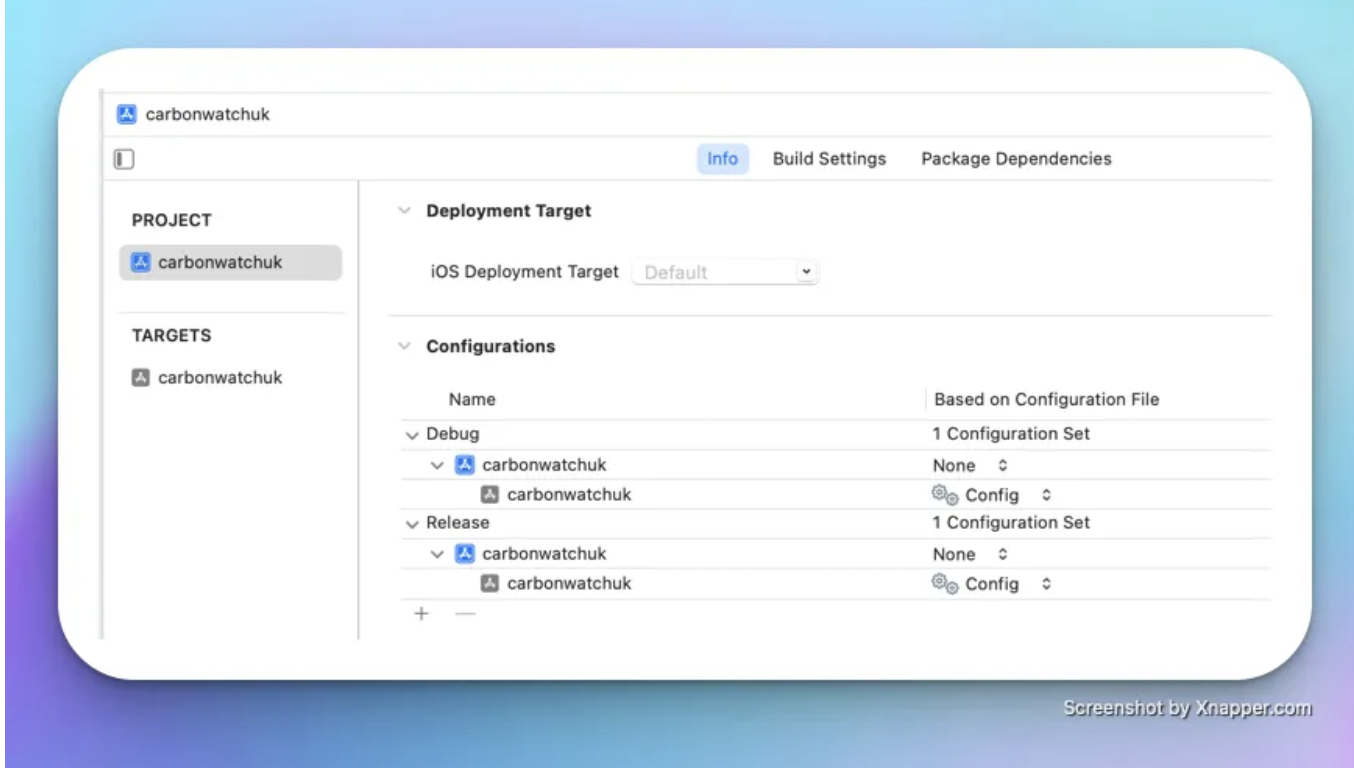 carbonwatchuk
Info Build Settings Package Dependencies
PROJECT
carbonwatchuk
TARGETS
carbonwatchuk
Deployment Target
iOS Deployment Target Default
Configurations
Name Based on Configuration File
Debug 1 Configuration Set
carbonwatchuk None
carbonwatchuk Config
Release 1 Configuration Set
carbonwatchuk None
carbonwatchuk Config
Screenshot by Xnapper.com